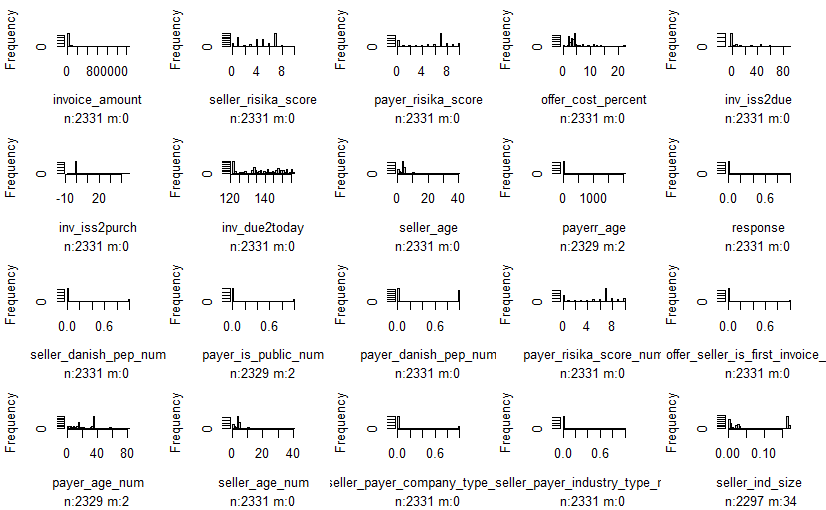 Frequency Frequency Frequency Frequency Frequency
0 0 0 0 0
0 800000 0 4 8 0 4 8 0 10 20 0 40 80
invoice_amount seller_risika_score payer_risika_score offer_cost_percent inv_iss2due
n:2331 m:0 n:2331 m:0 n:2331 m:0 n:2331 m:0 n:2331 m:0
Frequency Frequency Frequency Frequency Frequency
0 0 0 0 0
-10 20 120 140 0 20 40 0 1000 0.0 0.6
inv_iss2purch inv_due2today seller_age payerr_age response
n:2331 m:0 n:2331 m:0 n:2331 m:0 n:2329 m:2 n:2331 m:0
Frequency Frequency Frequency Frequency Frequency
0 0 0 0 0
0.0 0.6 0.0 0.6 0.0 0.6 0 4 8 0.0 0.6
seller_danish_pep_num payer_is_public_num payer_danish_pep_num payer_risika_score_num offer_seller_is_first_invoice_
n:2331 m:0 n:2329 m:2 n:2331 m:0 n:2331 m:0 n:2331 m:0
Frequency Frequency Frequency Frequency Frequency
0 0 0 0 0
0 40 80 0 20 40 0.0 0.6 0.0 0.6 0.00 0.10
payer_age_num seller_age_num seller_payer_company_type_ seller_payer_industry_type_ seller_ind_size
n:2329 m:2 n:2331 m:0 n:2331 m:0 n:2331 m:0 n:2297 m:34